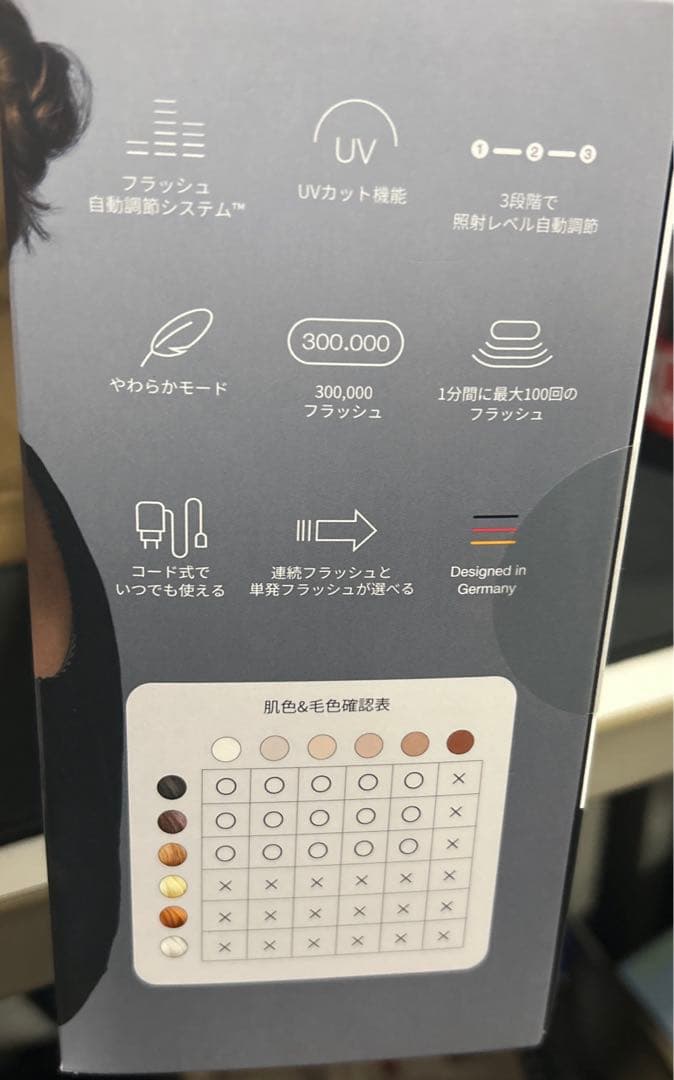 フラッシュ
自動調節システム™
UV
UVカット機能
1 2 3
3段階で
照射レベル自動調節
やわらかモード
300.000
300,000
フラッシュ
1分間に最大100回の
フラッシュ
コード式で
いつでも使える
連続フラッシュと
単発フラッシュが選べる
Designed in
Germany
肌色&毛色確認表
○ ○ ○ ○ ○ ×
○ ○ ○ ○ ○ ×
○ ○ ○ ○ ○ ×
× × × × × ×
× × × × × ×
× × × × × ×